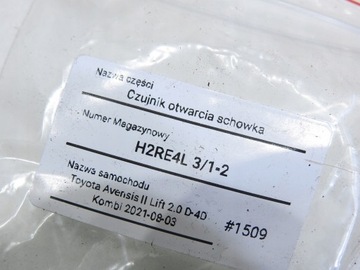 Nazwa części
Czujnik otwarcia schowka
Numer Magazynowy
H2RE4L 3/1-2
Nazwa samochodu
Toyota Avensis II Lift 2.0 D-4D
Kombi 2021-08-03
#1509